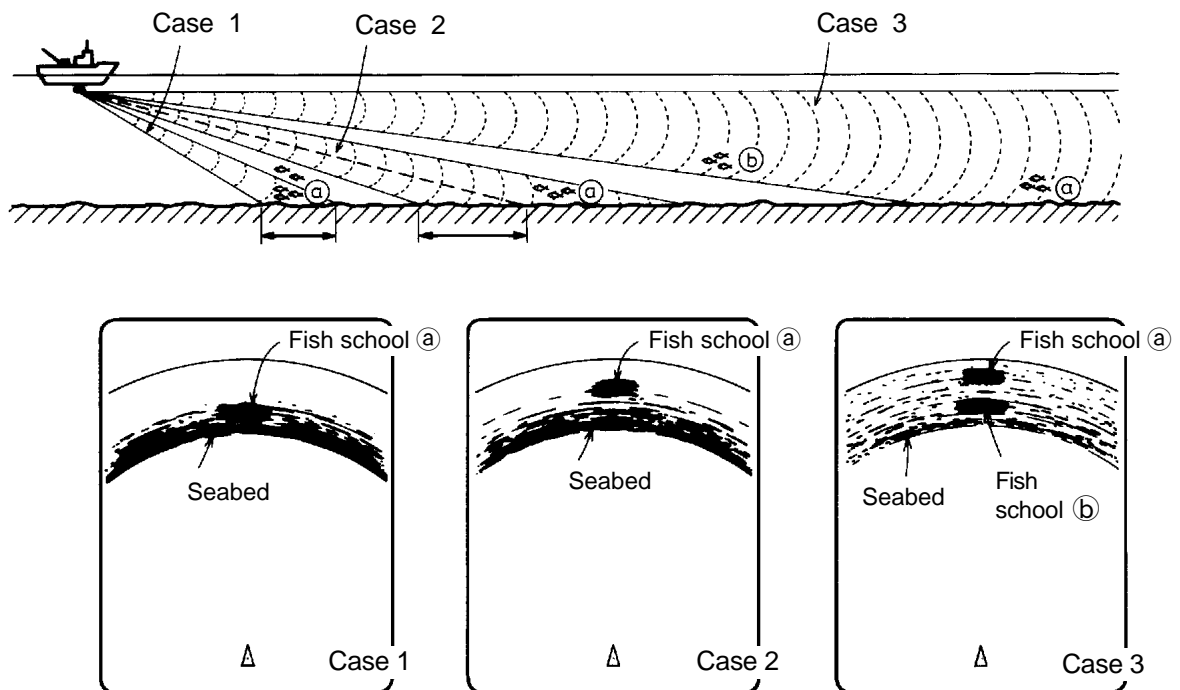 Case 1
Case 2
Case 3
ⓑ
ⓐ
ⓐ
ⓐ
Fish school ⓐ
Seabed
Case 1
Fish school ⓐ
Seabed
Case 2
Fish school ⓐ
Seabed
Fish
school ⓑ
Case 3